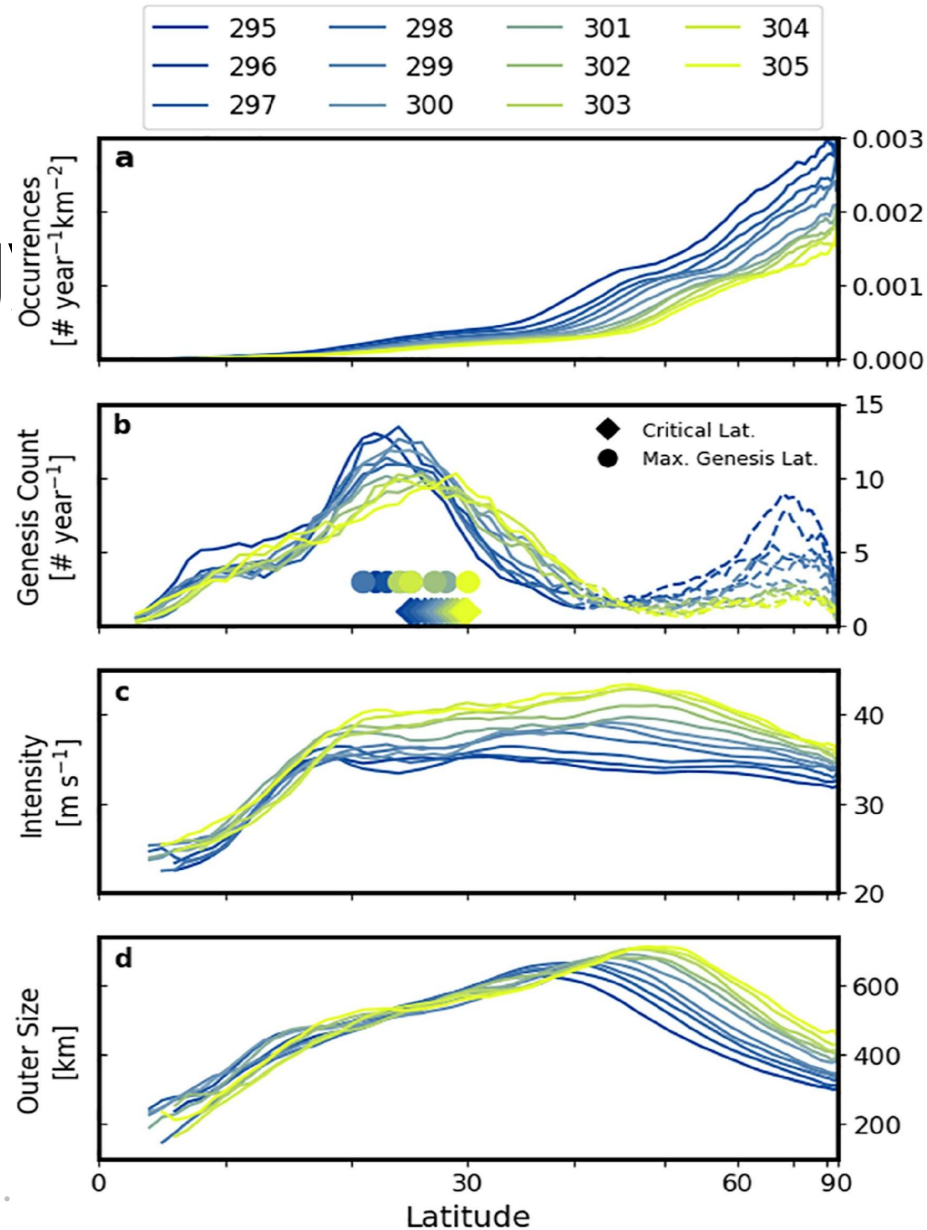 295 298 301 304
296 299 302 305
297 300 303
a
Occurrences
[# year⁻¹km⁻²]
0.003
0.002
0.001
0.000
b
Genesis Count
[# year⁻¹]
Critical Lat.
Max. Genesis Lat.
15
10
5
0
c
Intensity
[m s⁻¹]
40
30
20
d
Outer Size
[km]
600
400
200
0 30 60 90
Latitude